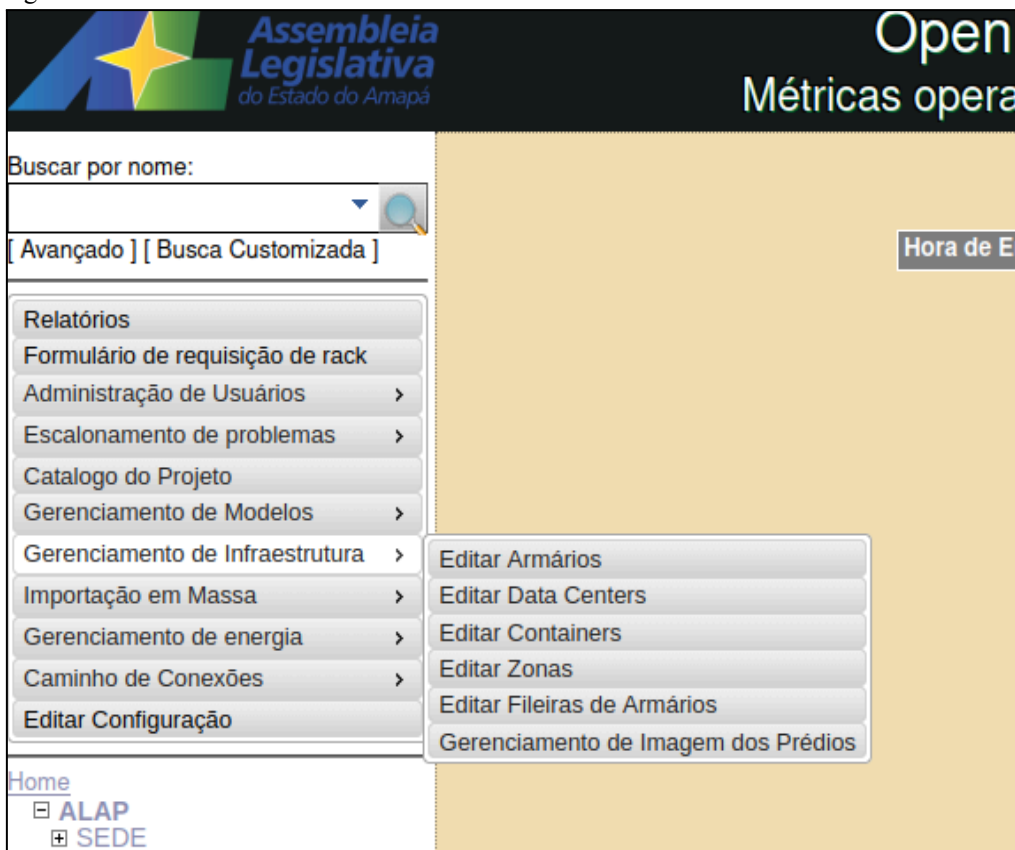 Assembleia
Legislativa
do Estado do Amapá
Open
Métricas opera
Buscar por nome:
[ Avançado ] [ Busca Customizada ]
Hora de E
Relatórios
Formulário de requisição de rack
Administração de Usuários
Escalonamento de problemas
Catalogo do Projeto
Gerenciamento de Modelos
Gerenciamento de Infraestrutura
Importação em Massa
Gerenciamento de energia
Caminho de Conexões
Editar Configuração
Editar Armários
Editar Data Centers
Editar Containers
Editar Zonas
Editar Fileiras de Armários
Gerenciamento de Imagem dos Prédios
Home
ALAP
SEDE